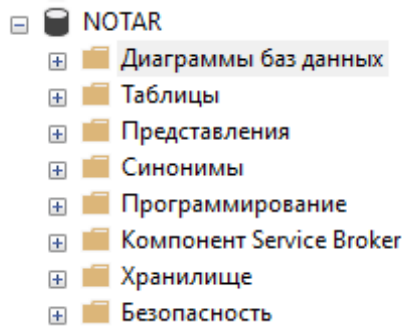 NOTAR
Диаграммы баз данных
Таблицы
Представления
Синонимы
Программирование
Компонент Service Broker
Хранилище
Безопасность